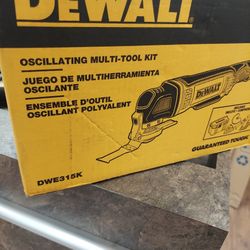 DEWALT
OSCILLATING MULTI-TOOL KIT
JUEGO DE MULTIHERRAMIENTA
OSCILANTE
ENSEMBLE D'OUTIL
OSCILLANT POLYVALENT
DEWALT
GUARANTEED TOUGH.
DWE315K